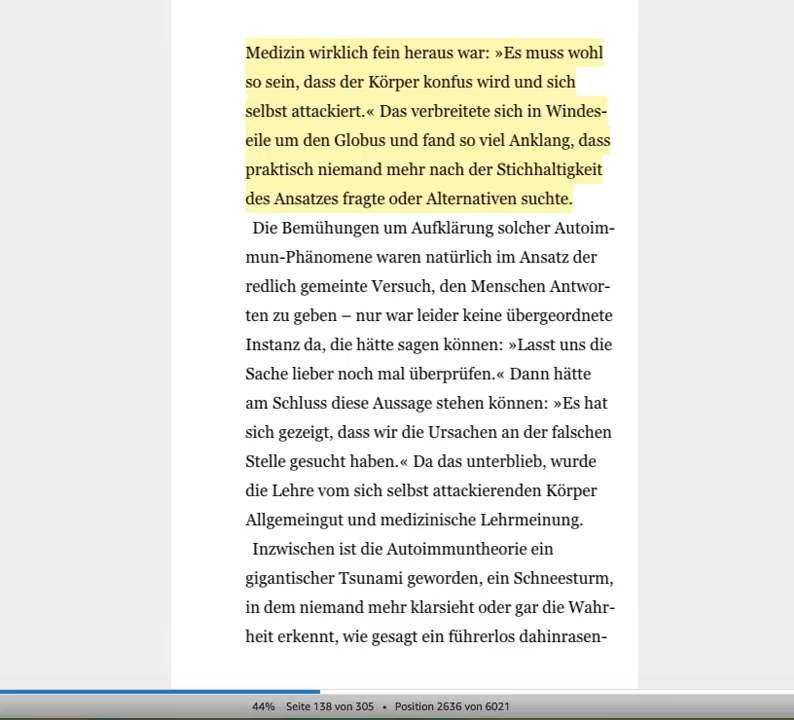 Medizin wirklich fein heraus war: »Es muss wohl
so sein, dass der Körper konfus wird und sich
selbst attackiert.« Das verbreitete sich in Windes-
eile um den Globus und fand so viel Anklang, dass
praktisch niemand mehr nach der Stichhaltigkeit
des Ansatzes fragte oder Alternativen suchte.
Die Bemühungen um Aufklärung solcher Autoim-
mun-Phänomene waren natürlich im Ansatz der
redlich gemeinte Versuch, den Menschen Antwor-
ten zu geben – nur war leider keine übergeordnete
Instanz da, die hätte sagen können: »Lasst uns die
Sache lieber noch mal überprüfen.« Dann hätte
am Schluss diese Aussage stehen können: »Es hat
sich gezeigt, dass wir die Ursachen an der falschen
Stelle gesucht haben.« Da das unterblieb, wurde
die Lehre vom sich selbst attackierenden Körper
Allgemeingut und medizinische Lehrmeinung.
Inzwischen ist die Autoimmuntheorie ein
gigantischer Tsunami geworden, ein Schneesturm,
in dem niemand mehr klarsieht oder gar die Wahr-
heit erkennt, wie gesagt ein führerlos dahinrasen-
44% Seite 138 von 305 • Position 2636 von 6021